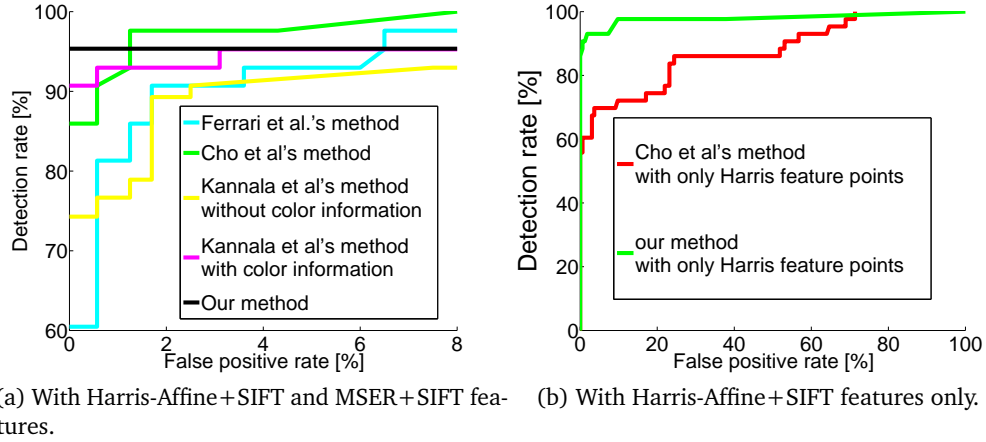 100
90
80
70
60
0
2
4
6
8
Detection rate [%]
False positive rate [%]
Ferrari et al.'s method
Cho et al's method
Kannala et al's method
without color information
Kannala et al's method
with color information
Our method
100
80
60
40
20
0
0
20
40
60
80
100
Detection rate [%]
False positive rate [%]
Cho et al's method
with only Harris feature points
our method
with only Harris feature points
a) With Harris-Affine+SIFT and MSER+SIFT fea-
tures.
(b) With Harris-Affine+SIFT features only.